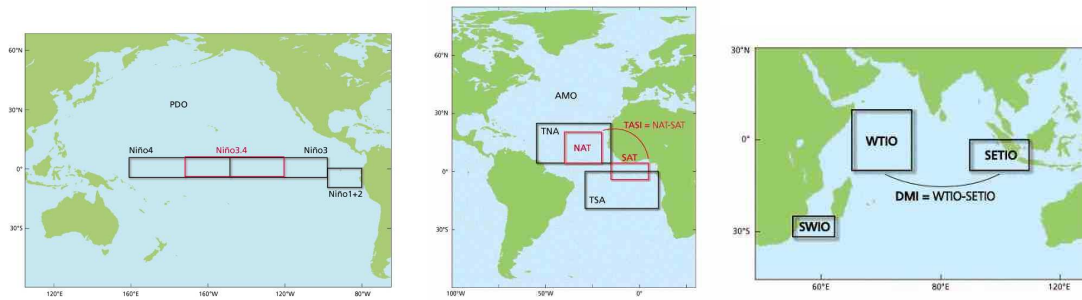 60°N
30°N
0°
30°S
PDO
Niño4
Niño3.4
Niño3
Niño1+2
120°E
160°E
160°W
120°W
80°W
60°N
30°N
0°
30°S
AMO
TNA
TASI = NAT-SAT
NAT
SAT
TSA
100°W
50°W
0°
30°N
0°
30°S
WTIO
SETIO
DMI = WTIO-SETIO
SWIO
60°E
80°E
120°E